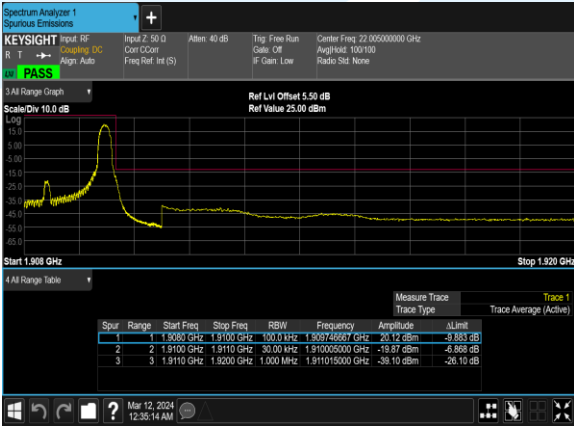 Spectrum Analyzer 1
Spurious Emissions
+
KEYSIGHT Input: RF Input Z: 50 Ω Atten: 40 dB Trig: Free Run Center Freq: 22.005000000 GHz
R T Coupling: DC Corr CCorr Gate: Off Avg|Hold: 100/100
Align: Auto Freq Ref: Int (S) IF Gain: Low Radio Std: None
PASS
3 All Range Graph
Ref Lvl Offset 5.50 dB
Scale/Div 10.0 dB Ref Value 25.00 dBm
Log
15.0
5.00
-5.00
-15.0
-25.0
-35.0
-45.0
-55.0
-65.0
Start 1.908 GHz Stop 1.920 GHz
4 All Range Table
Measure Trace Trace 1
Trace Type Trace Average (Active)
Spur Range Start Freq Stop Freq RBW Frequency Amplitude ΔLimit
1 1 1.9080 GHz 1.9100 GHz 100.0 kHz 1.909746667 GHz 20.12 dBm -9.883 dB
2 2 1.9100 GHz 1.9110 GHz 30.00 kHz 1.910005000 GHz -19.87 dBm -6.868 dB
3 3 1.9110 GHz 1.9200 GHz 1.000 MHz 1.911015000 GHz -39.10 dBm -26.10 dB
? Mar 12, 2024
12:35:14 AM